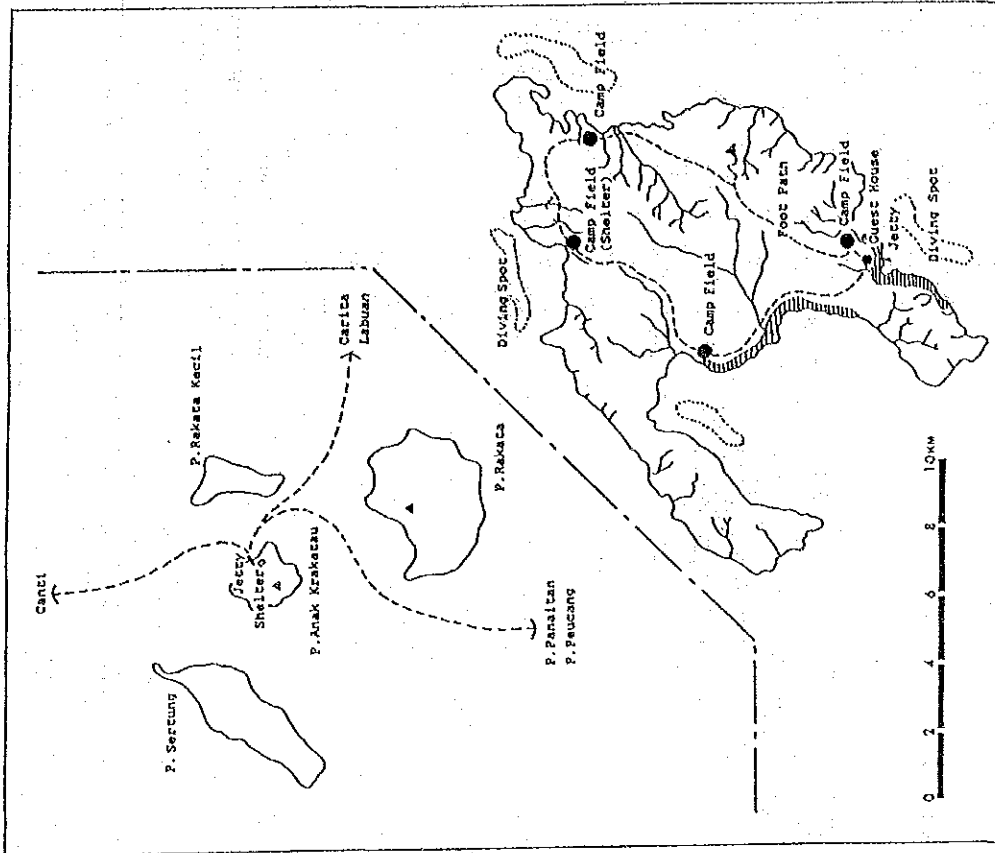 Canti
P.Rakata Kecil
Jetty
Shelter
P.Anak Krakatau
P.Sertung
Carita
Labuan
P.Rakata
P.Panaitan
P.Peucang
Camp Field
Camp Field
(Shelter)
Diving Spot
Camp Field
Foot Path
Camp Field
Guest House
Jetty
Diving Spot
0 2 4 6 8 10KM